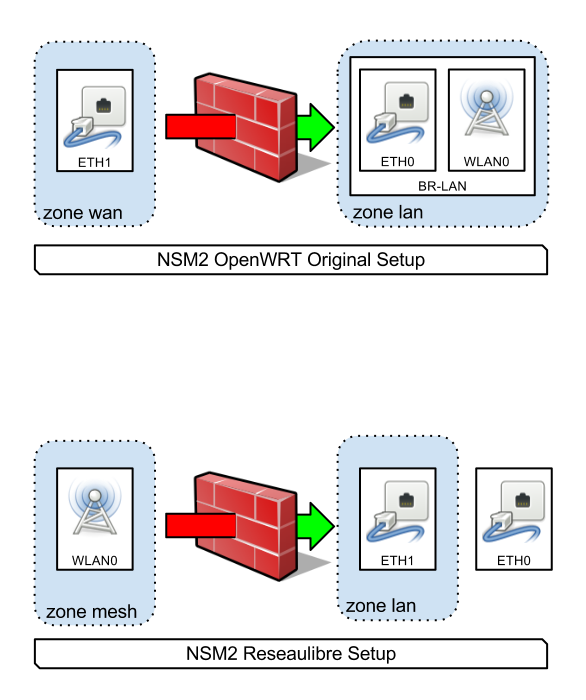 ETH1
zone wan
ETH0
WLAN0
BR-LAN
zone lan
NSM2 OpenWRT Original Setup
WLAN0
zone mesh
ETH1
zone lan
ETH0
NSM2 Reseaulibre Setup